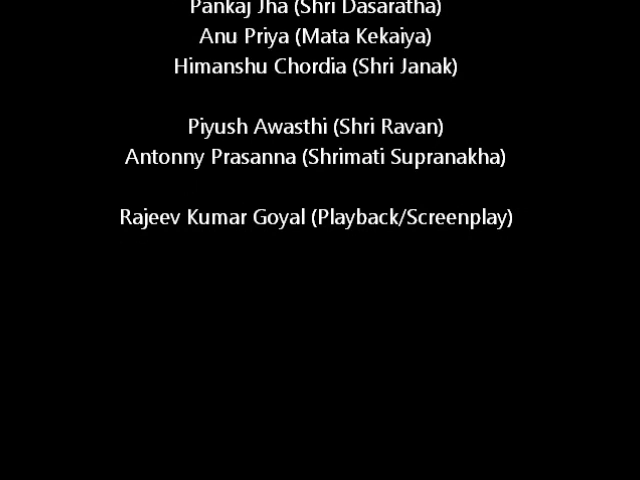 Pankaj Jha (Shri Dasaratha)
Anu Priya (Mata Kekaiya)
Himanshu Chordia (Shri Janak)
Piyush Awasthi (Shri Ravan)
Antonny Prasanna (Shrimati Supranakha)
Rajeev Kumar Goyal (Playback/Screenplay)